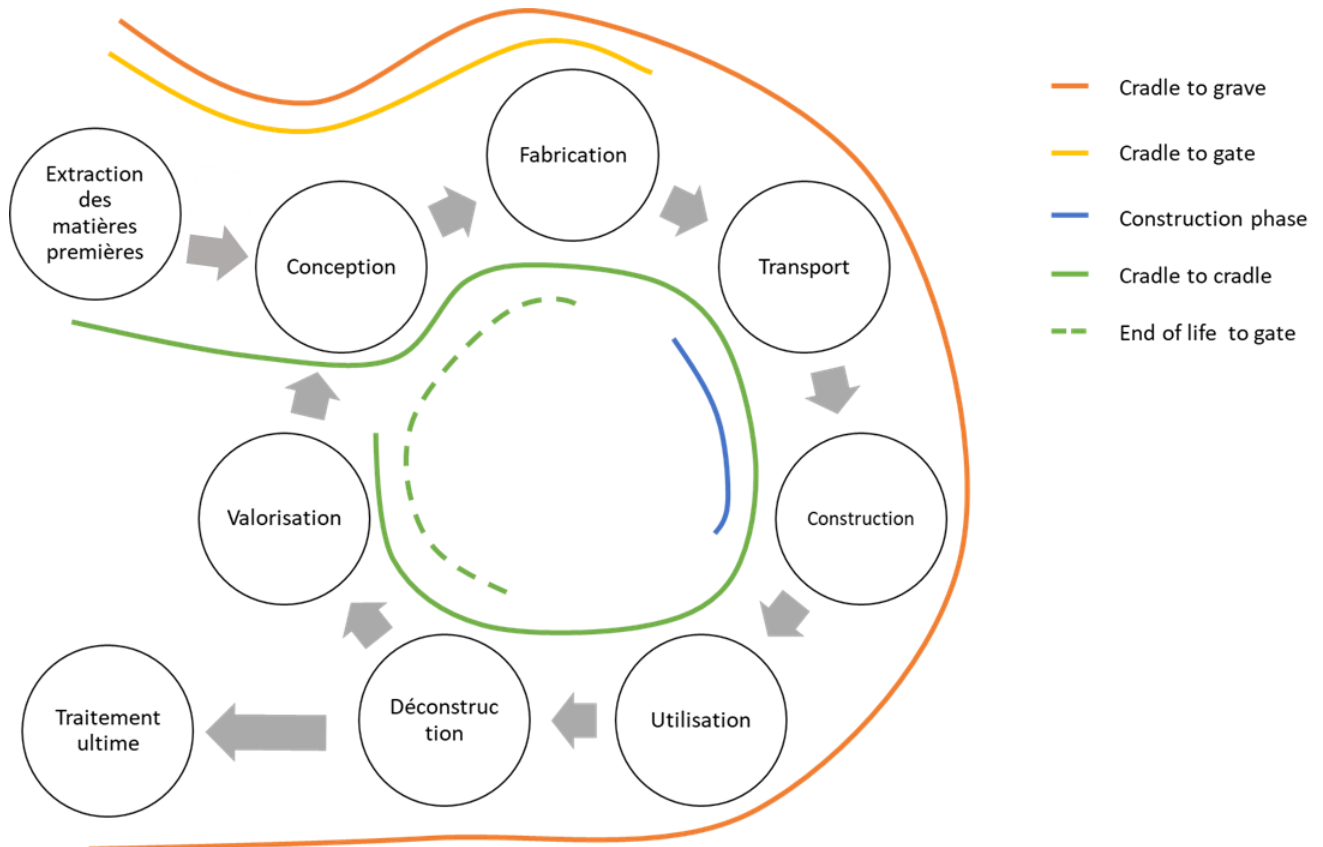 Extraction
des
matières
premières
Conception
Fabrication
Transport
Construction
Utilisation
Déconstruc
tion
Valorisation
Traitement
ultime
Cradle to grave
Cradle to gate
Construction phase
Cradle to cradle
End of life to gate